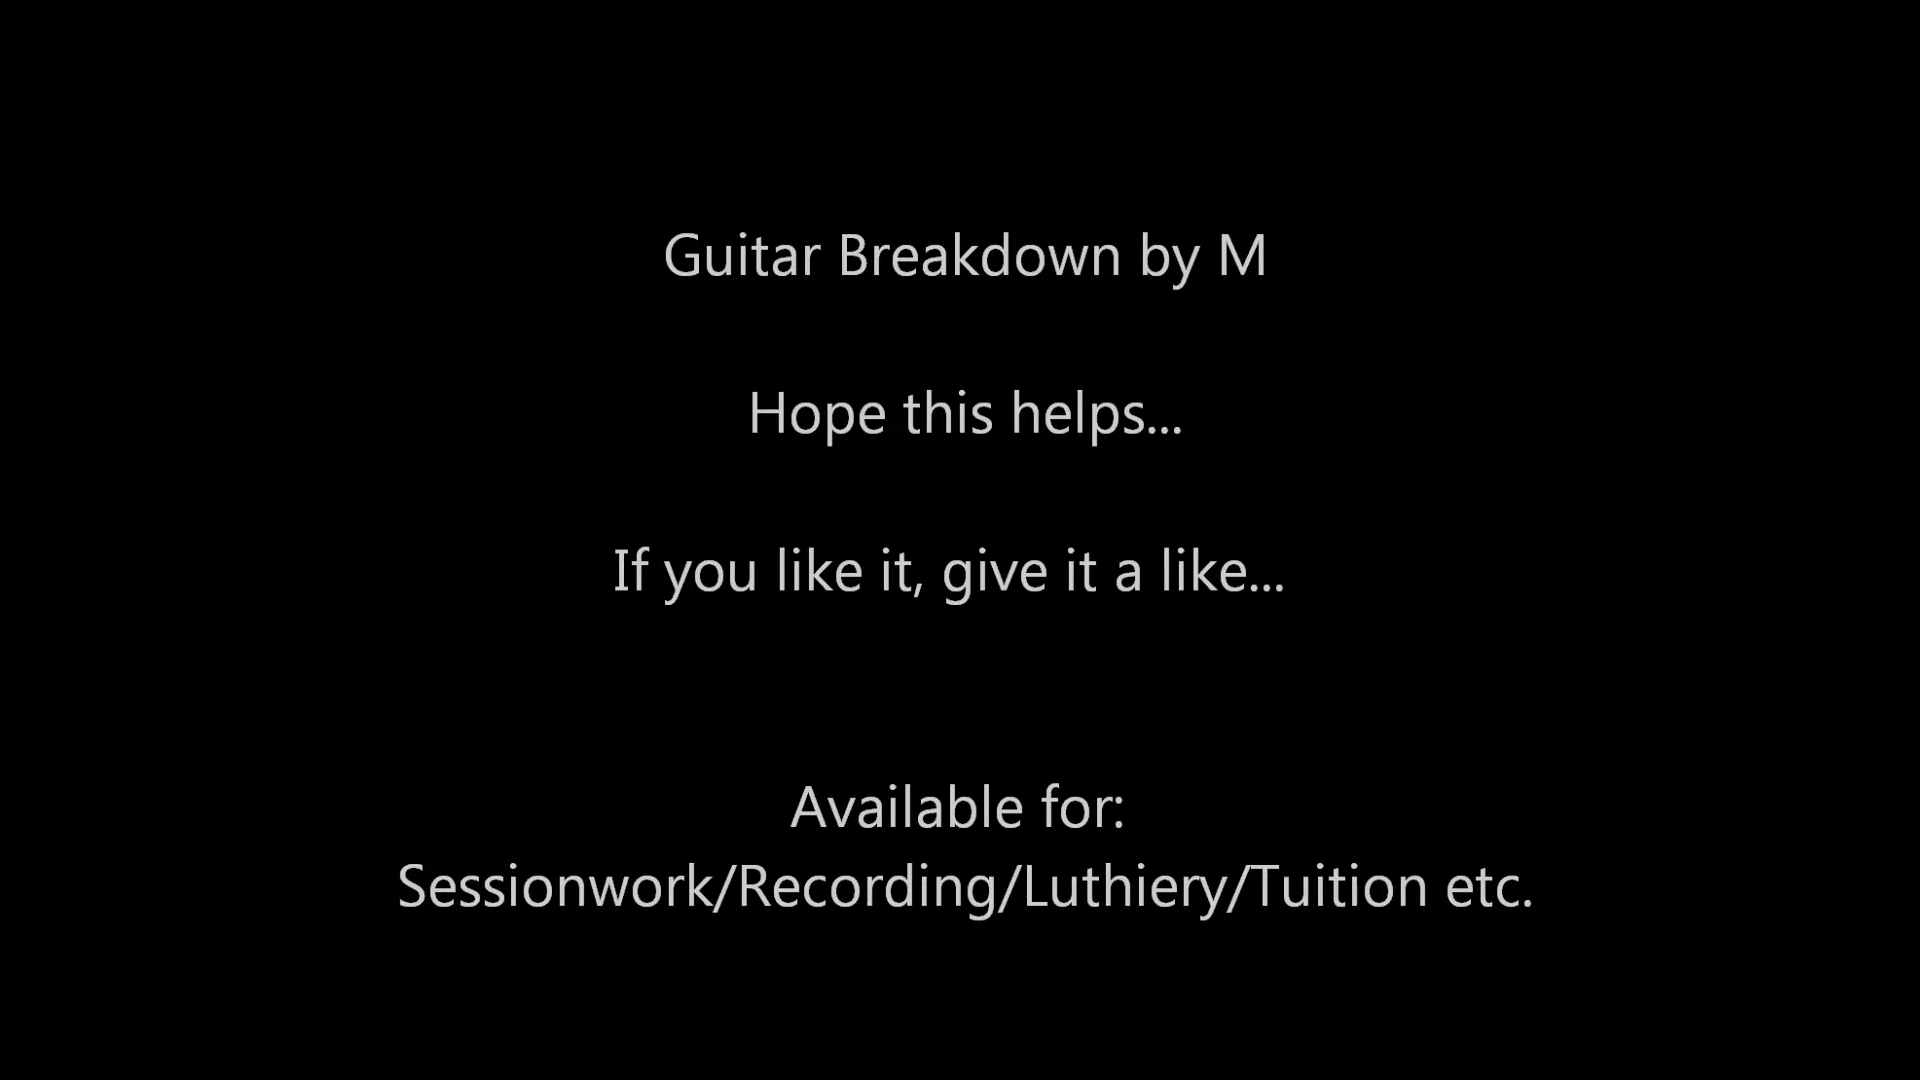 Guitar Breakdown by M
Hope this helps...
If you like it, give it a like...
Available for:
Sessionwork/Recording/Luthiery/Tuition etc.